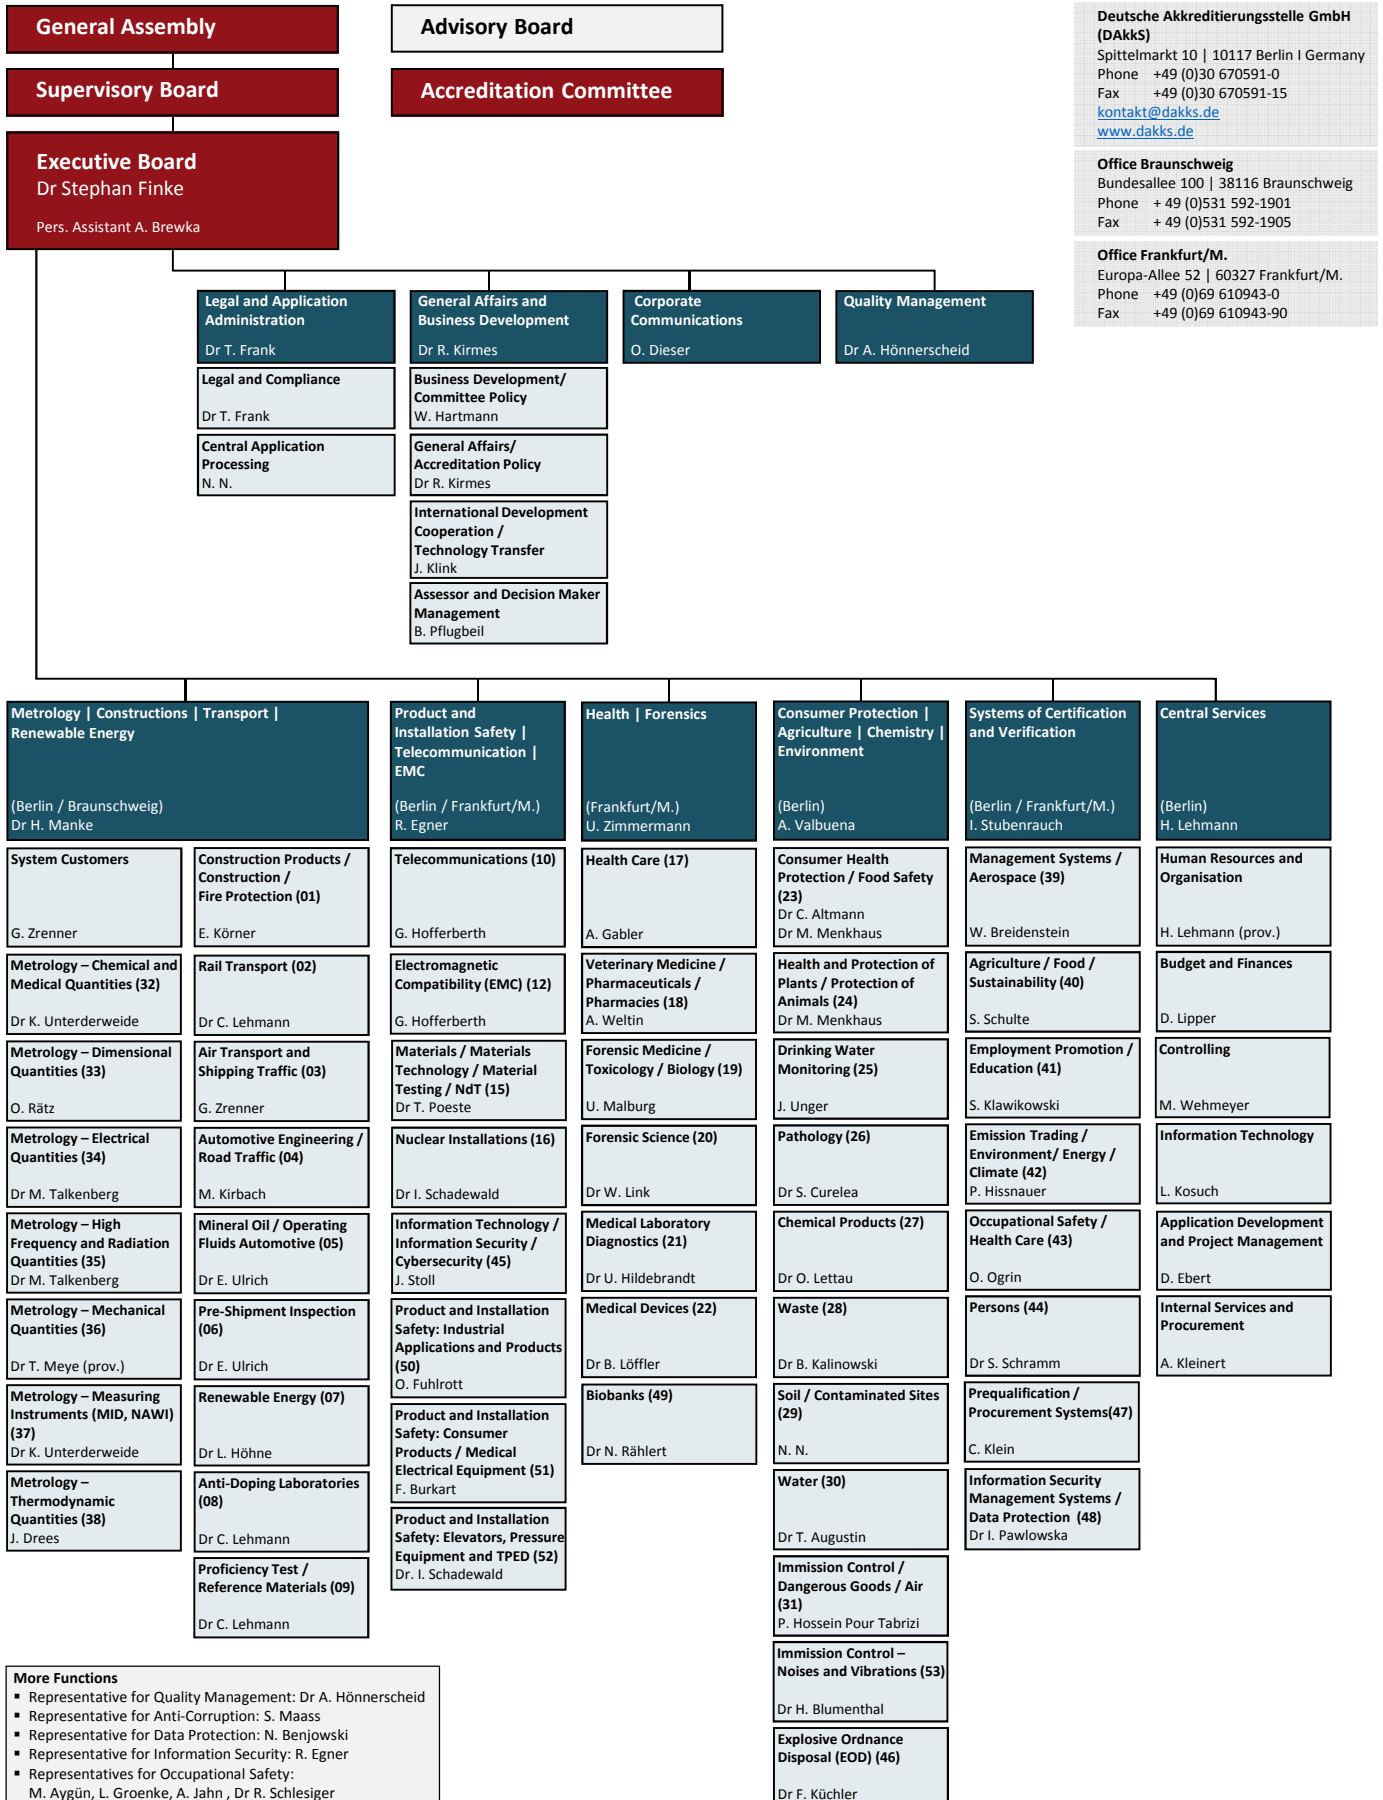 General Assembly
Supervisory Board
Executive Board
Dr Stephan Finke
Pers. Assistant A. Brewka
Advisory Board
Accreditation Committee
Deutsche Akkreditierungsstelle GmbH
(DAkkS)
Spittelmarkt 10 | 10117 Berlin I Germany
Phone +49 (0)30 670591-0
Fax +49 (0)30 670591-15
kontakt@dakks.de
www.dakks.de
Office Braunschweig
Bundesallee 100 | 38116 Braunschweig
Phone + 49 (0)531 592-1901
Fax + 49 (0)531 592-1905
Office Frankfurt/M.
Europa-Allee 52 | 60327 Frankfurt/M.
Phone +49 (0)69 610943-0
Fax +49 (0)69 610943-90
Legal and Application
Administration
Dr T. Frank
Legal and Compliance
Dr T. Frank
Central Application
Processing
N. N.
General Affairs and
Business Development
Dr R. Kirmes
Business Development/
Committee Policy
W. Hartmann
General Affairs/
Accreditation Policy
Dr R. Kirmes
International Development
Cooperation /
Technology Transfer
J. Klink
Assessor and Decision Maker
Management
B. Pflugbeil
Corporate
Communications
O. Dieser
Quality Management
Dr A. Hönnerscheid
Metrology | Constructions | Transport |
Renewable Energy
(Berlin / Braunschweig)
Dr H. Manke
System Customers
G. Zrenner
Metrology – Chemical and
Medical Quantities (32)
Dr K. Unterderweide
Metrology – Dimensional
Quantities (33)
O. Rätz
Metrology – Electrical
Quantities (34)
Dr M. Talkenberg
Metrology – High
Frequency and Radiation
Quantities (35)
Dr M. Talkenberg
Metrology – Mechanical
Quantities (36)
Dr T. Meye (prov.)
Metrology – Measuring
Instruments (MID, NAWI)
(37)
Dr K. Unterderweide
Metrology –
Thermodynamic
Quantities (38)
J. Drees
Construction Products /
Construction /
Fire Protection (01)
E. Körner
Rail Transport (02)
Dr C. Lehmann
Air Transport and
Shipping Traffic (03)
G. Zrenner
Automotive Engineering /
Road Traffic (04)
M. Kirbach
Mineral Oil / Operating
Fluids Automotive (05)
Dr E. Ulrich
Pre-Shipment Inspection
(06)
Dr E. Ulrich
Renewable Energy (07)
Dr L. Höhne
Anti-Doping Laboratories
(08)
Dr C. Lehmann
Proficiency Test /
Reference Materials (09)
Dr C. Lehmann
Product and
Installation Safety |
Telecommunication |
EMC
(Berlin / Frankfurt/M.)
R. Egner
Telecommunications (10)
G. Hofferberth
Electromagnetic
Compatibility (EMC) (12)
G. Hofferberth
Materials / Materials
Technology / Material
Testing / NdT (15)
Dr T. Poeste
Nuclear Installations (16)
Dr I. Schadewald
Information Technology /
Information Security /
Cybersecurity (45)
J. Stoll
Product and Installation
Safety: Industrial
Applications and Products
(50)
O. Fuhlrott
Product and Installation
Safety: Consumer
Products / Medical
Electrical Equipment (51)
F. Burkart
Product and Installation
Safety: Elevators, Pressure
Equipment and TPED (52)
Dr. I. Schadewald
Health | Forensics
(Frankfurt/M.)
U. Zimmermann
Health Care (17)
A. Gabler
Veterinary Medicine /
Pharmaceuticals /
Pharmacies (18)
A. Weltin
Forensic Medicine /
Toxicology / Biology (19)
U. Malburg
Forensic Science (20)
Dr W. Link
Medical Laboratory
Diagnostics (21)
Dr U. Hildebrandt
Medical Devices (22)
Dr B. Löffler
Biobanks (49)
Dr N. Rählert
Consumer Protection |
Agriculture | Chemistry |
Environment
(Berlin)
A. Valbuena
Consumer Health
Protection / Food Safety
(23)
Dr C. Altmann
Dr M. Menkhaus
Health and Protection of
Plants / Protection of
Animals (24)
Dr M. Menkhaus
Drinking Water
Monitoring (25)
J. Unger
Pathology (26)
Dr S. Curelea
Chemical Products (27)
Dr O. Lettau
Waste (28)
Dr B. Kalinowski
Soil / Contaminated Sites
(29)
N. N.
Water (30)
Dr T. Augustin
Immission Control /
Dangerous Goods / Air
(31)
P. Hossein Pour Tabrizi
Immission Control –
Noises and Vibrations (53)
Dr H. Blumenthal
Explosive Ordnance
Disposal (EOD) (46)
Dr F. Küchler
Systems of Certification
and Verification
(Berlin / Frankfurt/M.)
I. Stubenrauch
Management Systems /
Aerospace (39)
W. Breidenstein
Agriculture / Food /
Sustainability (40)
S. Schulte
Employment Promotion /
Education (41)
S. Klawikowski
Emission Trading /
Environment/ Energy /
Climate (42)
P. Hissnauer
Occupational Safety /
Health Care (43)
O. Ogrin
Persons (44)
Dr S. Schramm
Prequalification /
Procurement Systems(47)
C. Klein
Information Security
Management Systems /
Data Protection (48)
Dr I. Pawlowska
Central Services
(Berlin)
H. Lehmann
Human Resources and
Organisation
H. Lehmann (prov.)
Budget and Finances
D. Lipper
Controlling
M. Wehmeyer
Information Technology
L. Kosuch
Application Development
and Project Management
D. Ebert
Internal Services and
Procurement
A. Kleinert
More Functions
▪ Representative for Quality Management: Dr A. Hönnerscheid
▪ Representative for Anti-Corruption: S. Maass
▪ Representative for Data Protection: N. Benjowski
▪ Representative for Information Security: R. Egner
▪ Representatives for Occupational Safety:
M. Aygün, L. Groenke, A. Jahn , Dr R. Schlesiger